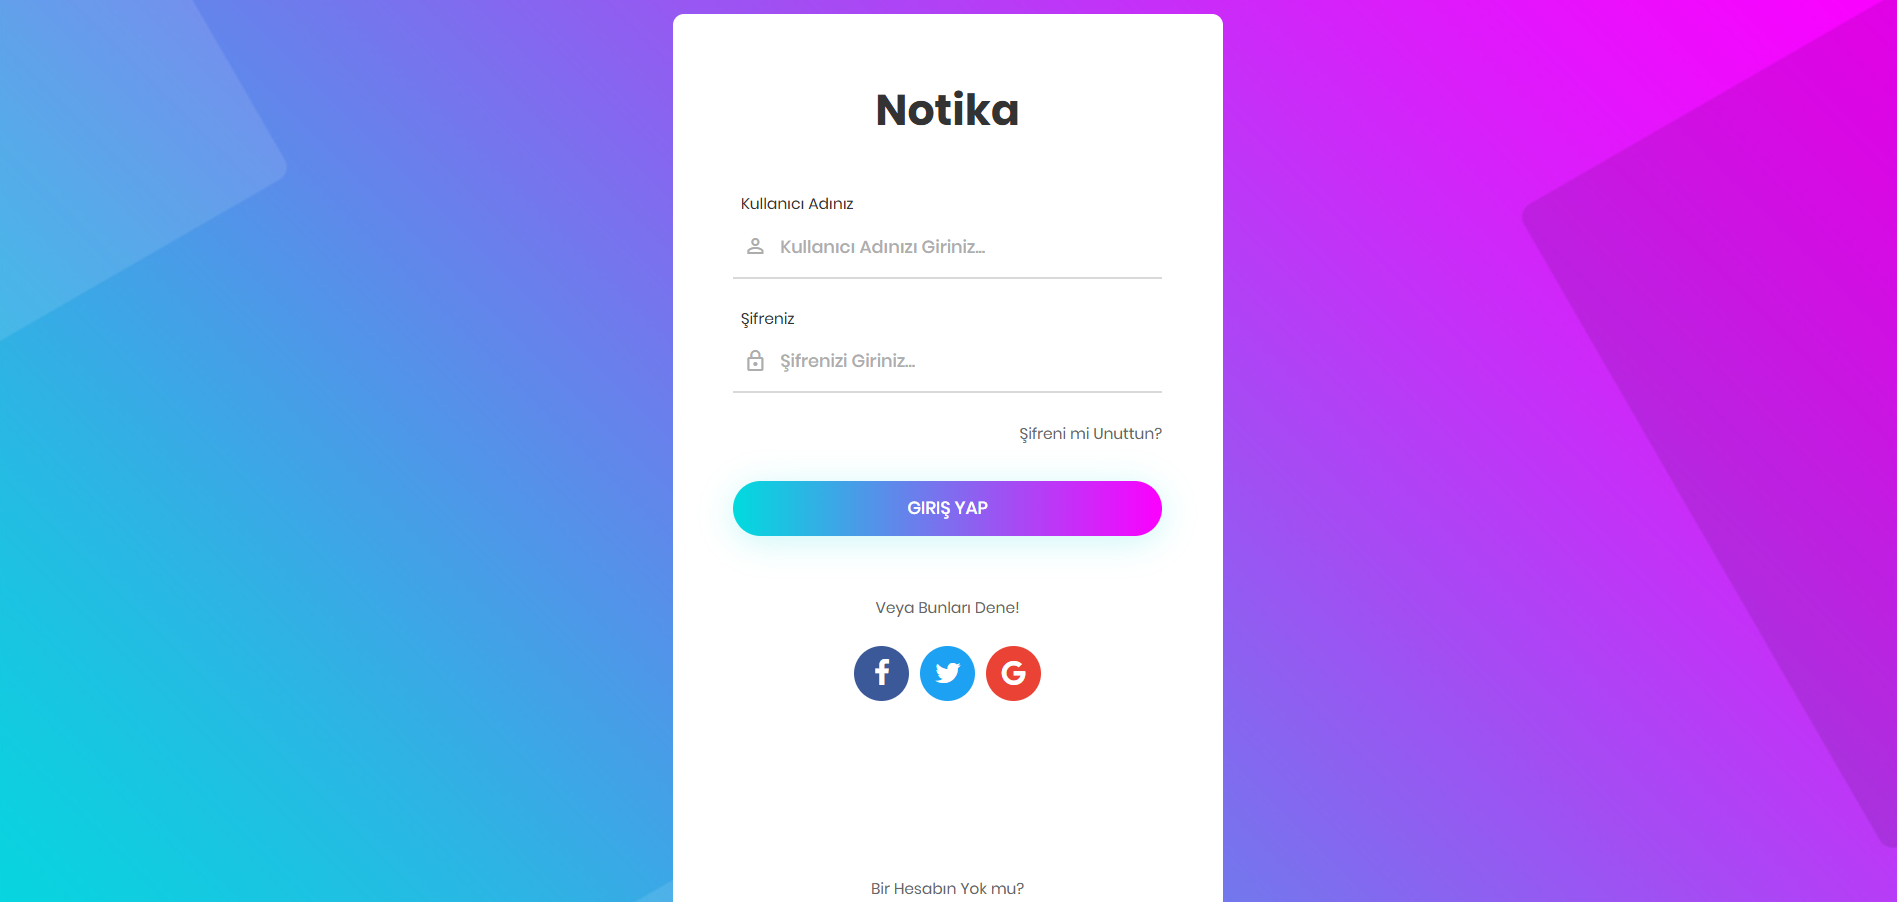 Notika
Kullanıcı Adınız
Kullanıcı Adınızı Giriniz...
Şifreniz
Şifrenizi Giriniz...
Şifreni mi Unuttun?
GIRIŞ YAP
Veya Bunları Dene!
Bir Hesabın Yok mu?